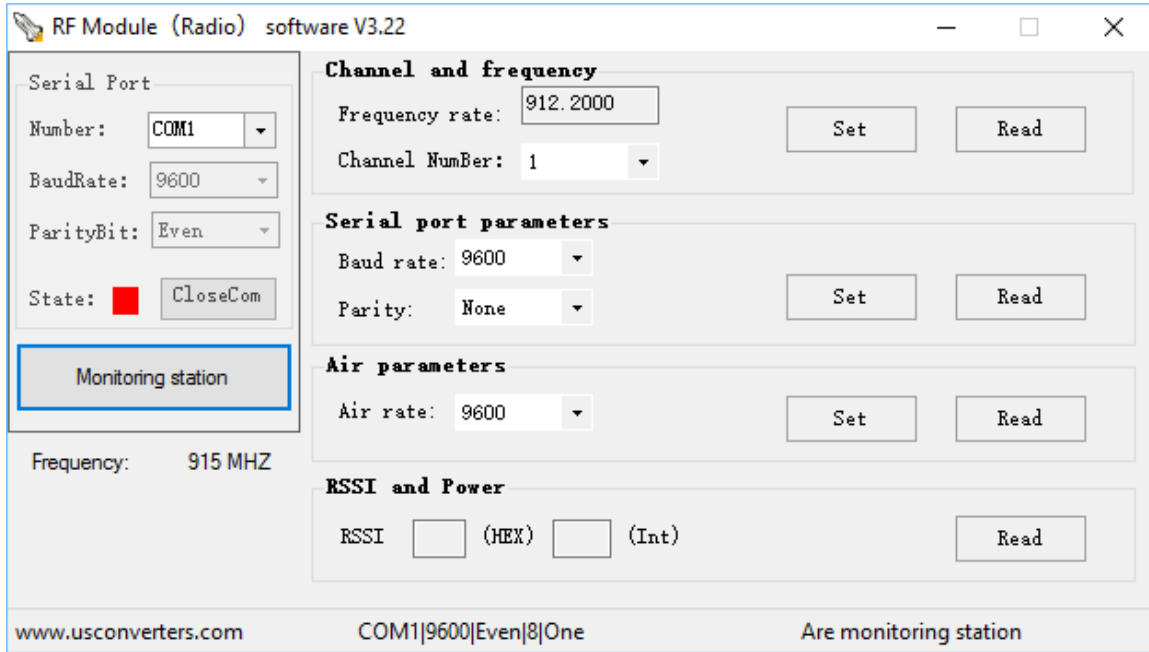 RF Module（Radio） software V3.22
Serial Port
Number: COM1
BaudRate: 9600
ParityBit: Even
State: CloseCom
Monitoring station
Frequency: 915 MHZ
Channel and frequency
Frequency rate: 912.2000
Channel NumBer: 1
Set Read
Serial port parameters
Baud rate: 9600
Parity: None
Set Read
Air parameters
Air rate: 9600
Set Read
RSSI and Power
RSSI (HEX) (Int)
Read
www.usconverters.com COM1|9600|Even|8|One Are monitoring station